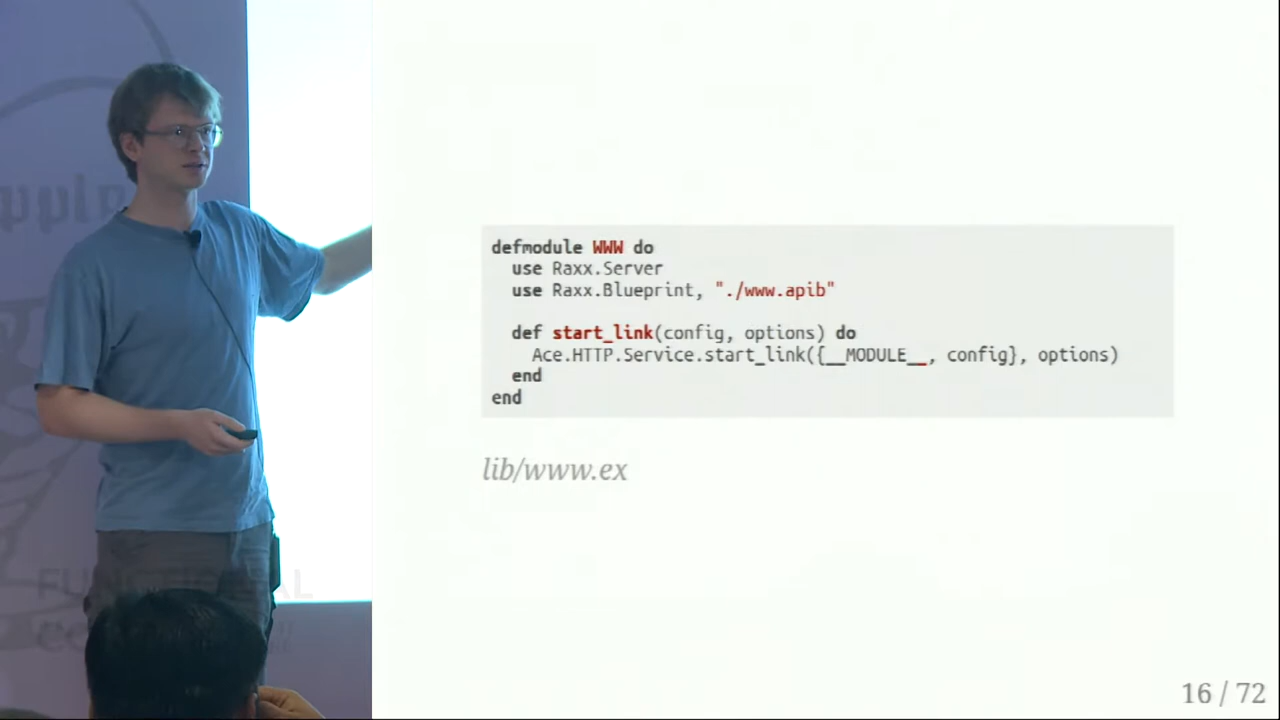 defmodule WWW do
use Raxx.Server
use Raxx.Blueprint, "./www.apib"
def start_link(config, options) do
Ace.HTTP.Service.start_link({__MODULE__, config}, options)
end
end
lib/www.ex
16 / 72